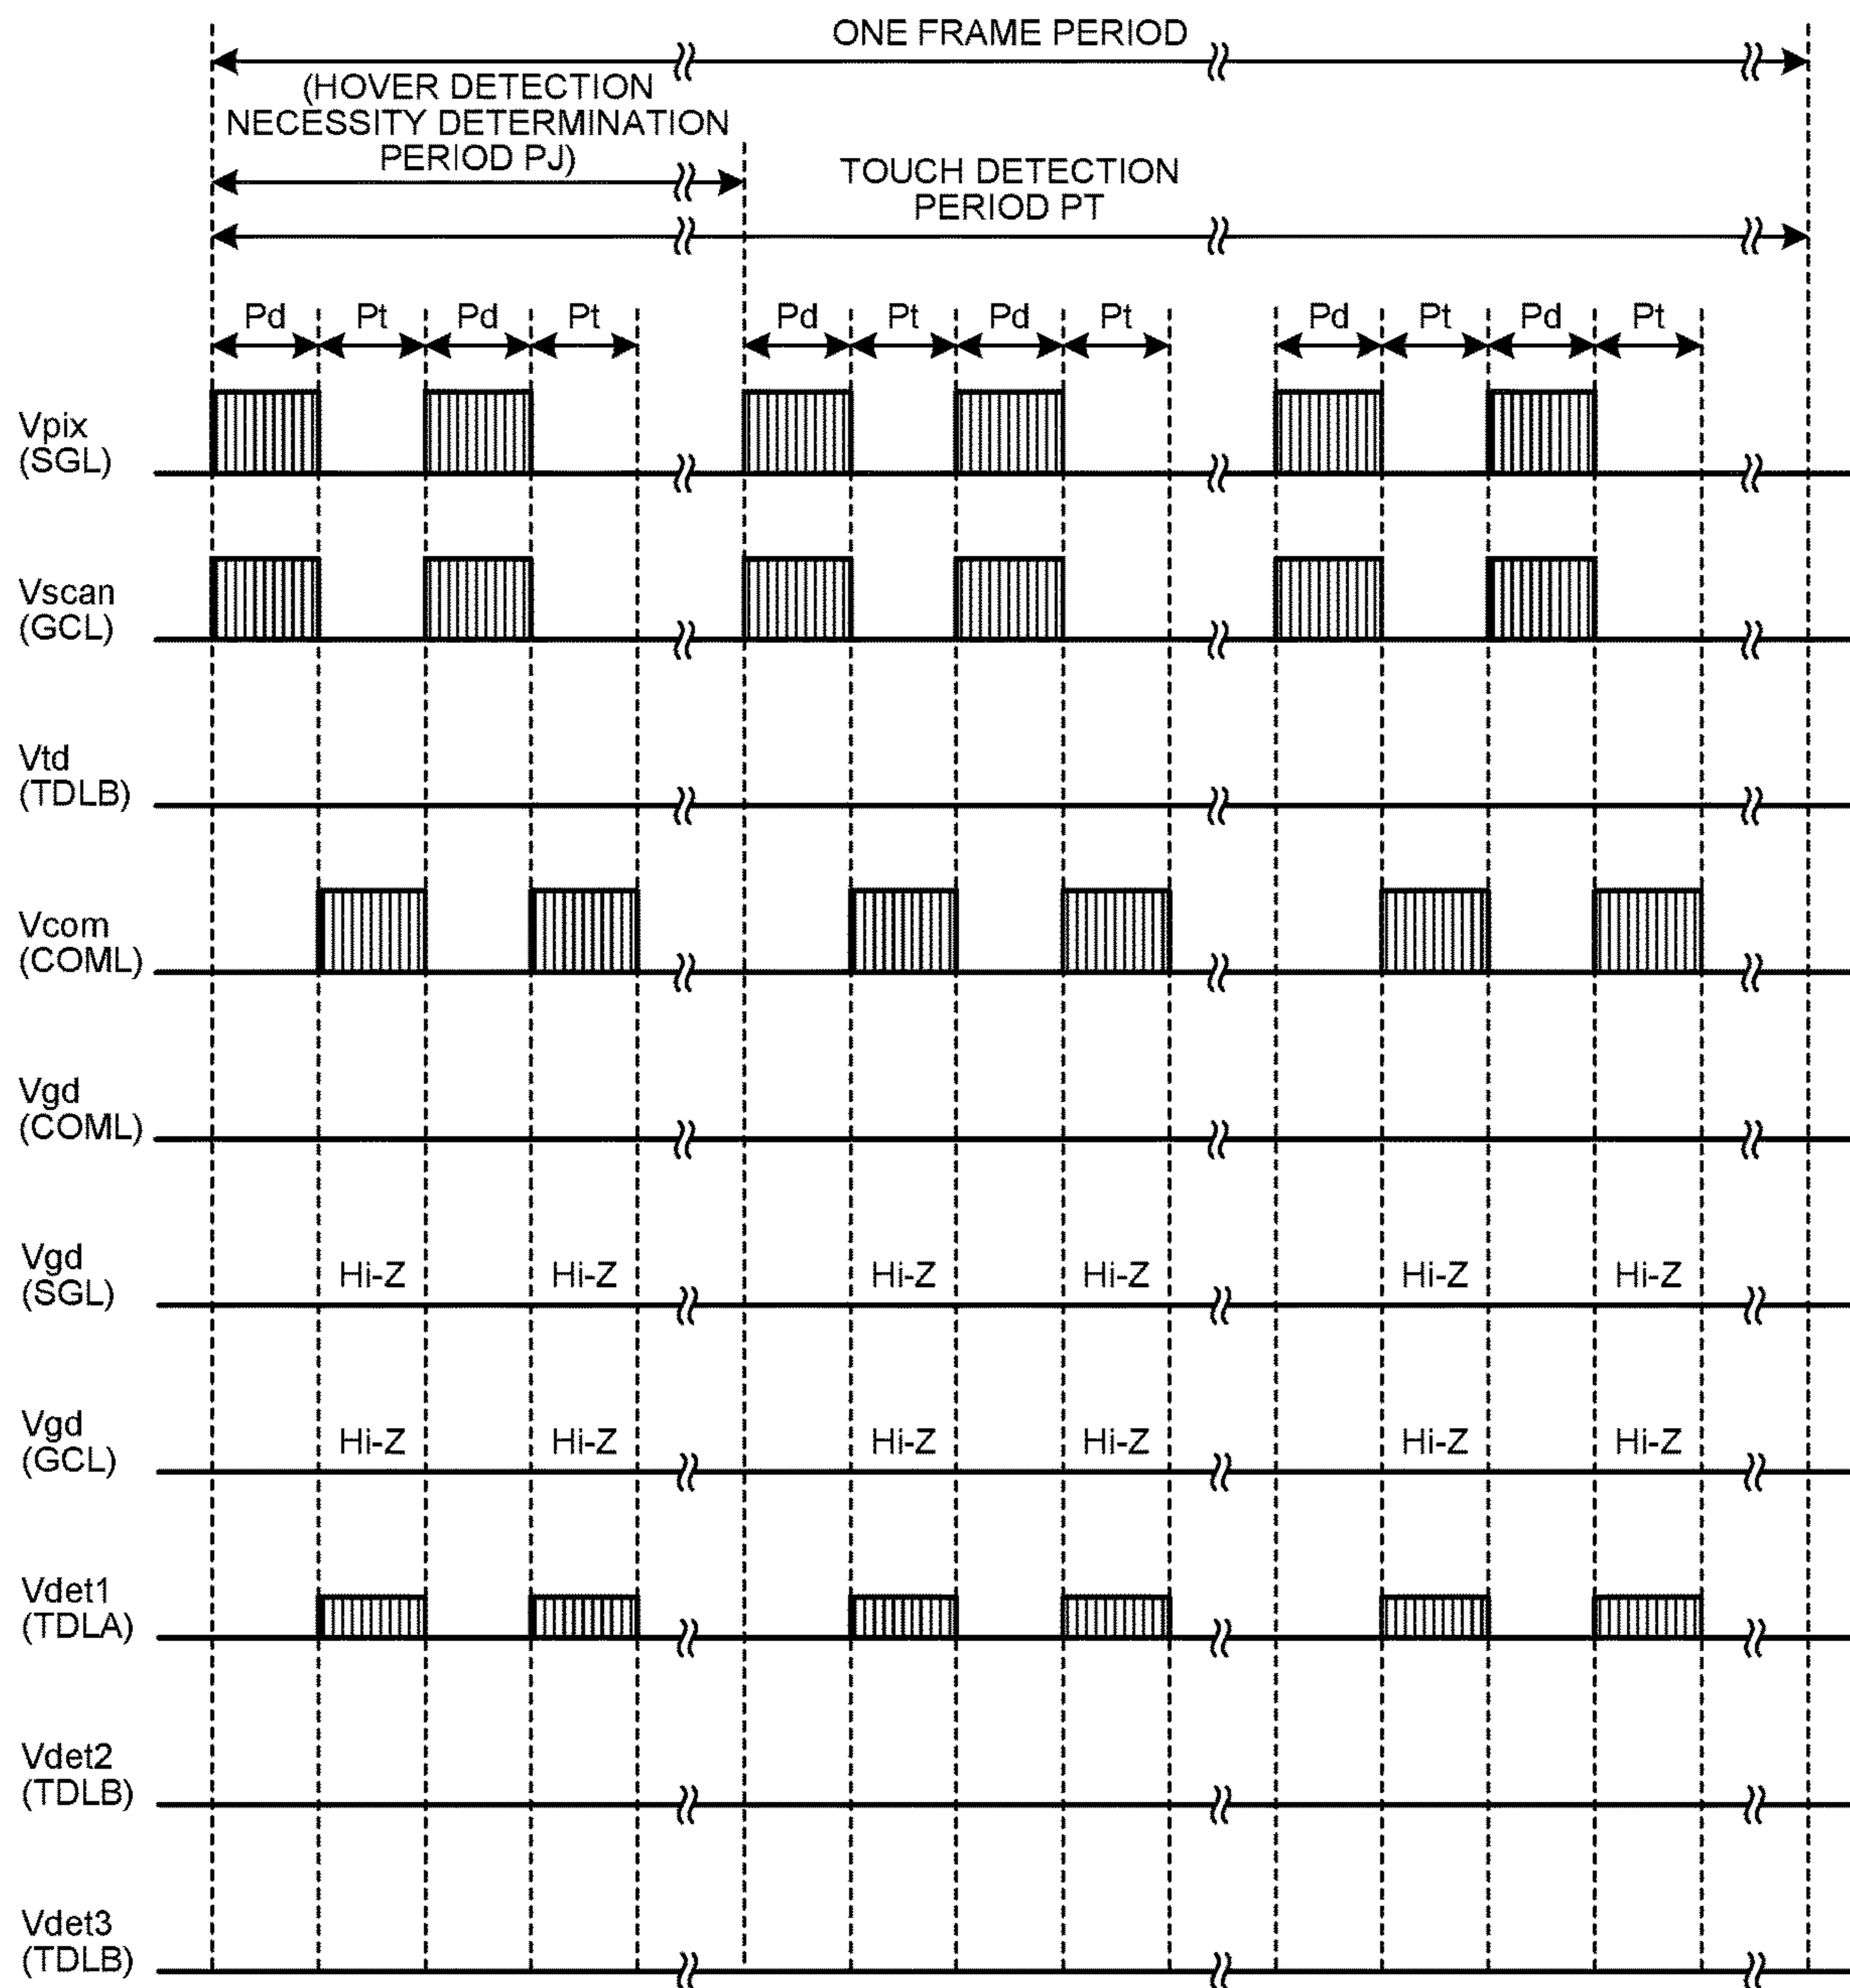 ONE FRAME PERIOD
(HOVER DETECTION
NECESSITY DETERMINATION
PERIOD PJ)
TOUCH DETECTION
PERIOD PT
Pd Pt Pd Pt Pd Pt Pd Pt Pd Pt Pd Pt
Vpix
(SGL)
Vscan
(GCL)
Vtd
(TDLB)
Vcom
(COML)
Vgd
(COML)
Vgd
(SGL)
Hi-Z Hi-Z Hi-Z Hi-Z Hi-Z Hi-Z
Vgd
(GCL)
Hi-Z Hi-Z Hi-Z Hi-Z Hi-Z Hi-Z
Vdet1
(TDLA)
Vdet2
(TDLB)
Vdet3
(TDLB)